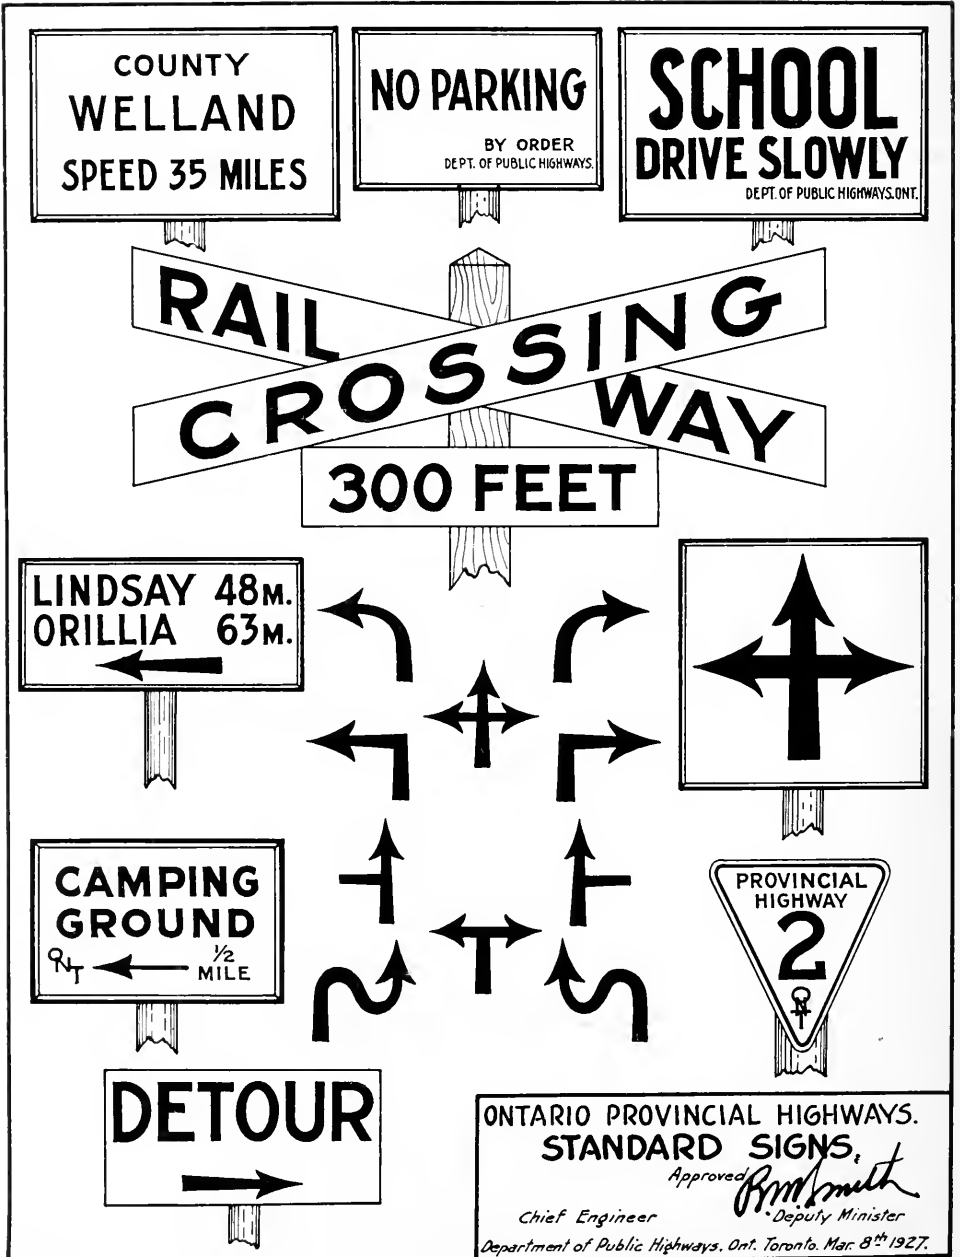 COUNTY
WELLAND
SPEED 35 MILES
NO PARKING
BY ORDER
DEPT. OF PUBLIC HIGHWAYS.
SCHOOL
DRIVE SLOWLY
DEPT. OF PUBLIC HIGHWAYS.ONT.
RAIL WAY
CROSSING
300 FEET
LINDSAY 48M.
ORILLIA 63M.
CAMPING
GROUND
ONT 1/2
MILE
PROVINCIAL
HIGHWAY
2
ONT
DETOUR
ONTARIO PROVINCIAL HIGHWAYS.
STANDARD SIGNS.
Approved RMSmith
Chief Engineer Deputy Minister
Department of Public Highways, Ont. Toronto. Mar. 8th 1927.